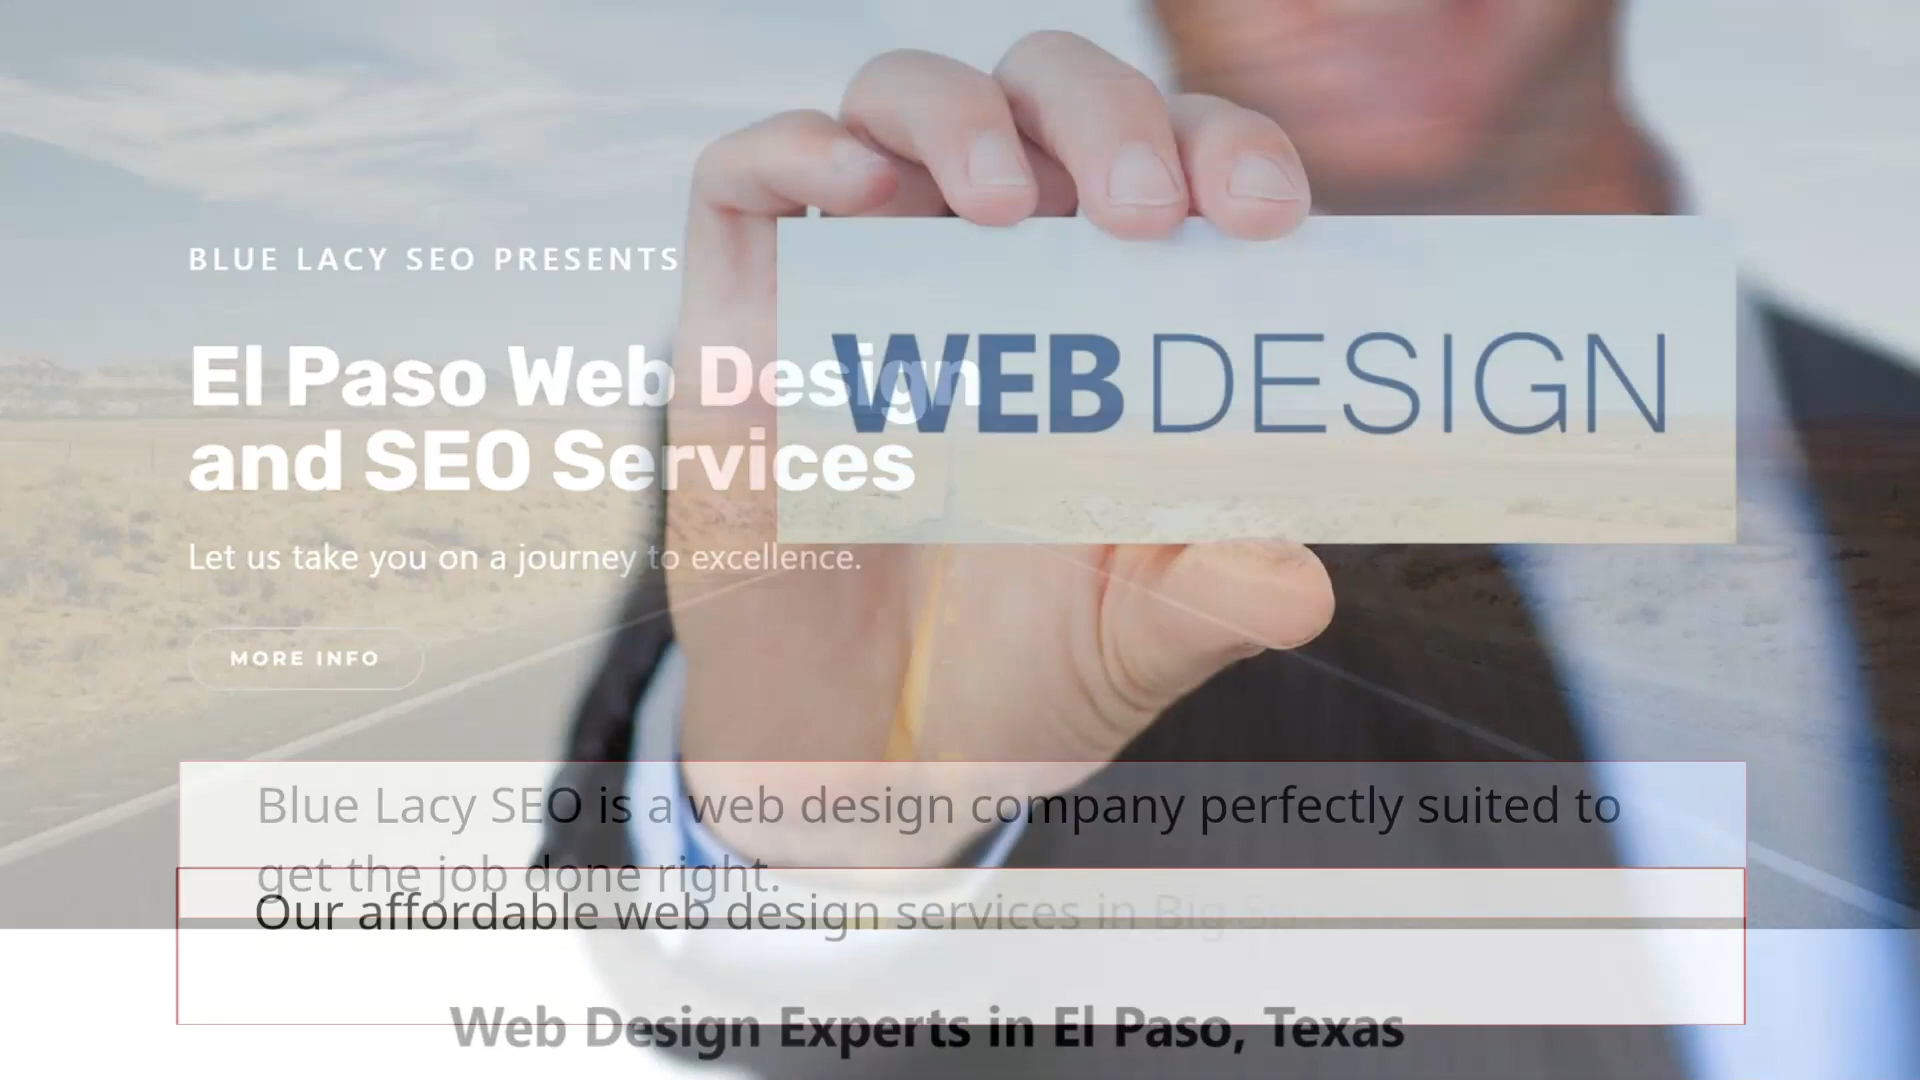 BLUE LACY SEO PRESENTS
El Paso Web Design
and SEO Services
WEBDESIGN
Let us take you on a journey to excellence.
MORE INFO
Blue Lacy SEO is a web design company perfectly suited to
get the job done right.
Our affordable web design services in Big
Web Design Experts in El Paso, Texas